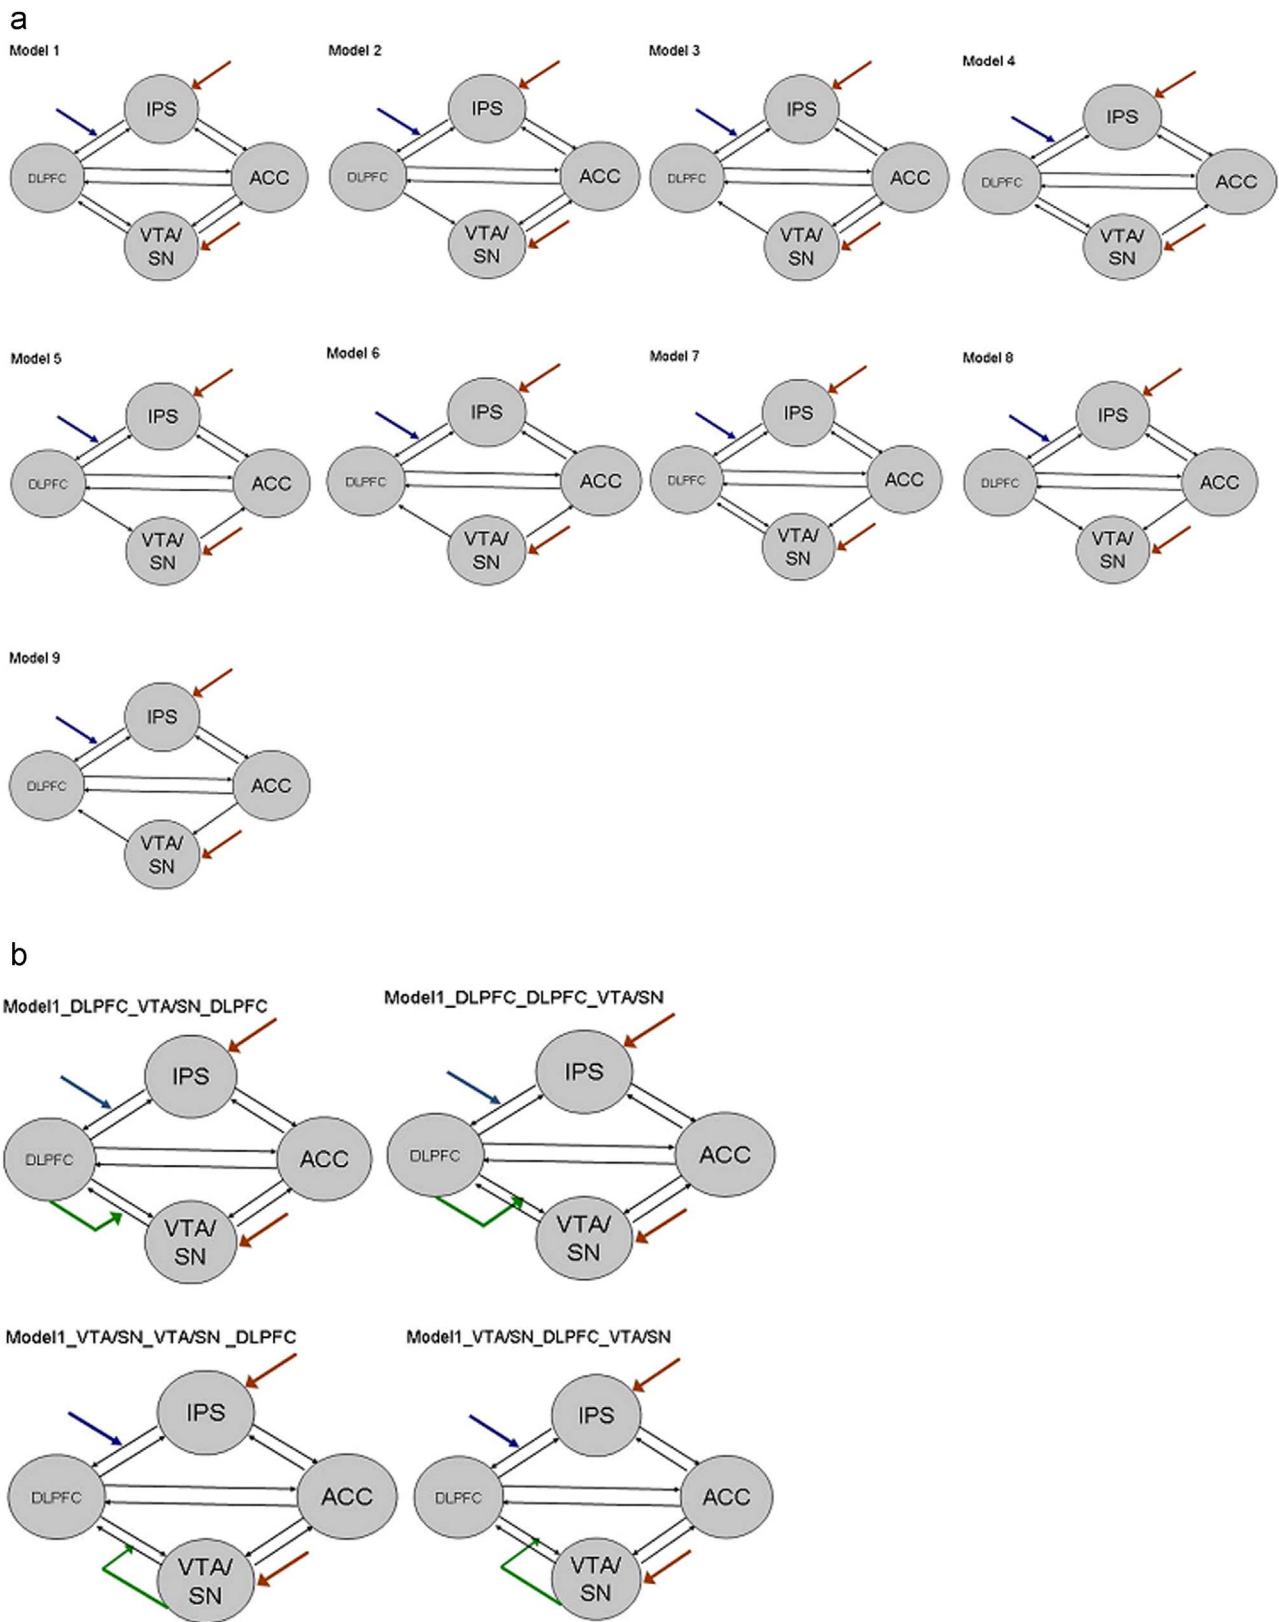 a
Model 1
Model 2
Model 3
Model 4
IPS
DLPFC
ACC
VTA/
SN
IPS
DLPFC
ACC
VTA/
SN
IPS
DLPFC
ACC
VTA/
SN
IPS
DLPFC
ACC
VTA/
SN
Model 5
Model 6
Model 7
Model 8
IPS
DLPFC
ACC
VTA/
SN
IPS
DLPFC
ACC
VTA/
SN
IPS
DLPFC
ACC
VTA/
SN
IPS
DLPFC
ACC
VTA/
SN
Model 9
IPS
DLPFC
ACC
VTA/
SN
b
Model1_DLPFC_VTA/SN_DLPFC
IPS
DLPFC
ACC
VTA/
SN
Model1_DLPFC_DLPFC_VTA/SN
IPS
DLPFC
ACC
VTA/
SN
Model1_VTA/SN_VTA/SN _DLPFC
IPS
DLPFC
ACC
VTA/
SN
Model1_VTA/SN_DLPFC_VTA/SN
IPS
DLPFC
ACC
VTA/
SN